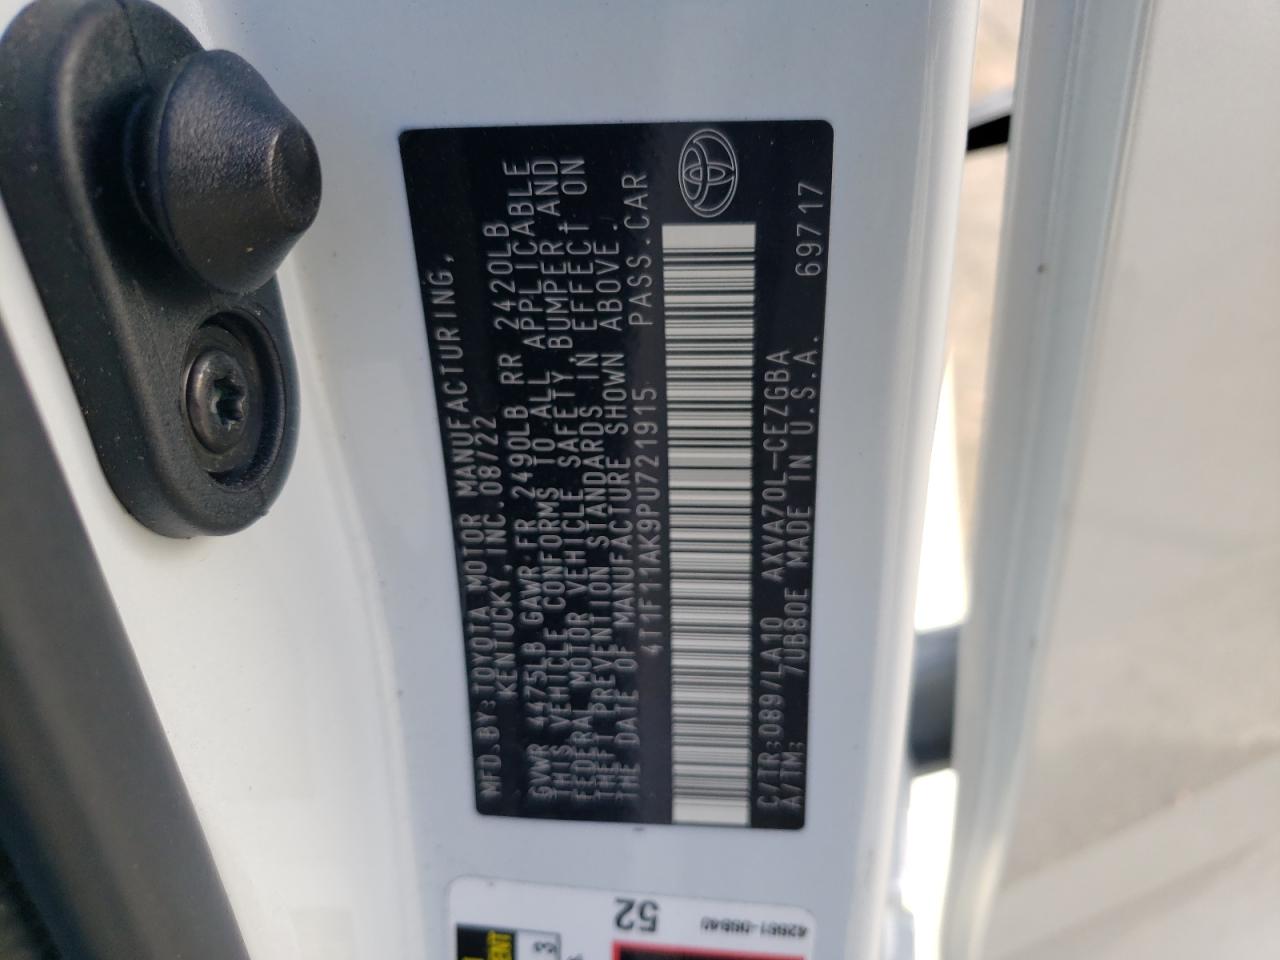 MFD.BY:TOYOTA MOTOR MANUFACTURING,
KENTUCKY,INC.08/22
GVWR 4475LB GAWR:FR 2490LB RR 2420LB
THIS VEHICLE CONFORMS TO ALL APPLICABLE
FEDERAL MOTOR VEHICLE SAFETY,BUMPER AND
THEFT PREVENTION STANDARDS IN EFFECT ON
THE DATE OF MANUFACTURE SHOWN ABOVE.
4T1F11AK9PU721915 PASS.CAR
C/TR:089/LA10 AXVA70L-CEZGBA 69717
A/TM: /UB80E MADE IN U.S.A.
52
3